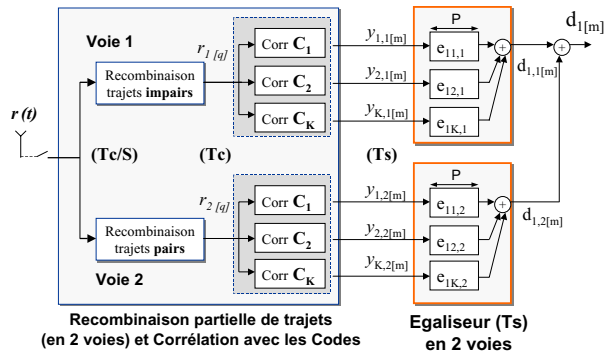 Voie 1
r(t)
(Tc/S)
Recombinaison
trajets impairs
r1 [q]
(Tc)
Corr C1
Corr C2
Corr CK
y1,1[m]
y2,1[m]
yK,1[m]
(Ts)
P
e11,1
e12,1
e1K,1
+
d1,1[m]
+
d1[m]
Recombinaison
trajets pairs
Voie 2
r2 [q]
Corr C1
Corr C2
Corr CK
y1,2[m]
y2,2[m]
yK,2[m]
P
e11,2
e12,2
e1K,2
+
d1,2[m]
Recombinaison partielle de trajets
(en 2 voies) et Corrélation avec les Codes
Egaliseur (Ts)
en 2 voies